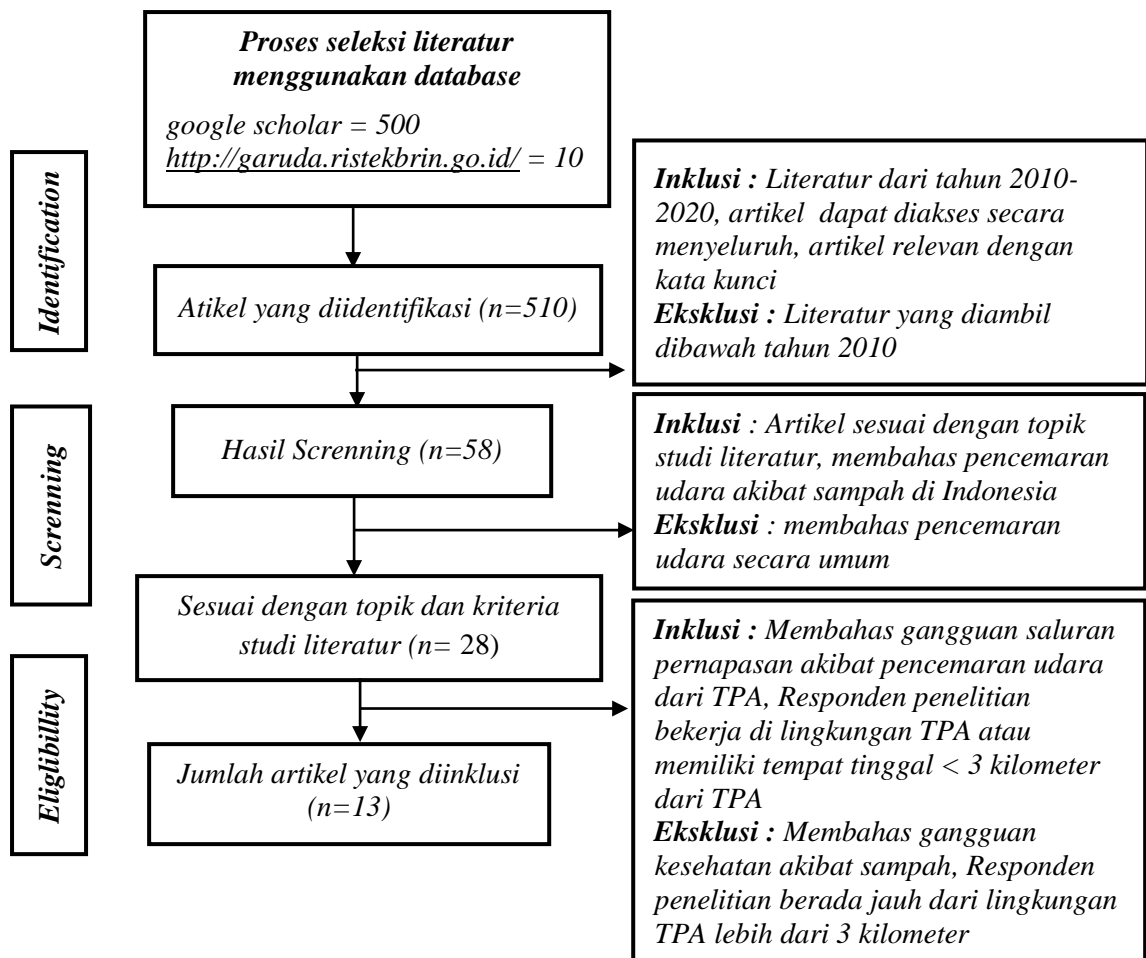 Proses seleksi literatur
menggunakan database
google scholar = 500
http://garuda.ristekbrin.go.id/ = 10
Identification
Atikel yang diidentifikasi (n=510)
Inklusi : Literatur dari tahun 2010-
2020, artikel dapat diakses secara
menyeluruh, artikel relevan dengan
kata kunci
Eksklusi : Literatur yang diambil
dibawah tahun 2010
Screnning
Hasil Screnning (n=58)
Inklusi : Artikel sesuai dengan topik
studi literatur, membahas pencemaran
udara akibat sampah di Indonesia
Eksklusi : membahas pencemaran
udara secara umum
Sesuai dengan topik dan kriteria
studi literatur (n= 28)
Eliglibillity
Jumlah artikel yang diinklusi
(n=13)
Inklusi : Membahas gangguan saluran
pernapasan akibat pencemaran udara
dari TPA, Responden penelitian
bekerja di lingkungan TPA atau
memiliki tempat tinggal < 3 kilometer
dari TPA
Eksklusi : Membahas gangguan
kesehatan akibat sampah, Responden
penelitian berada jauh dari lingkungan
TPA lebih dari 3 kilometer